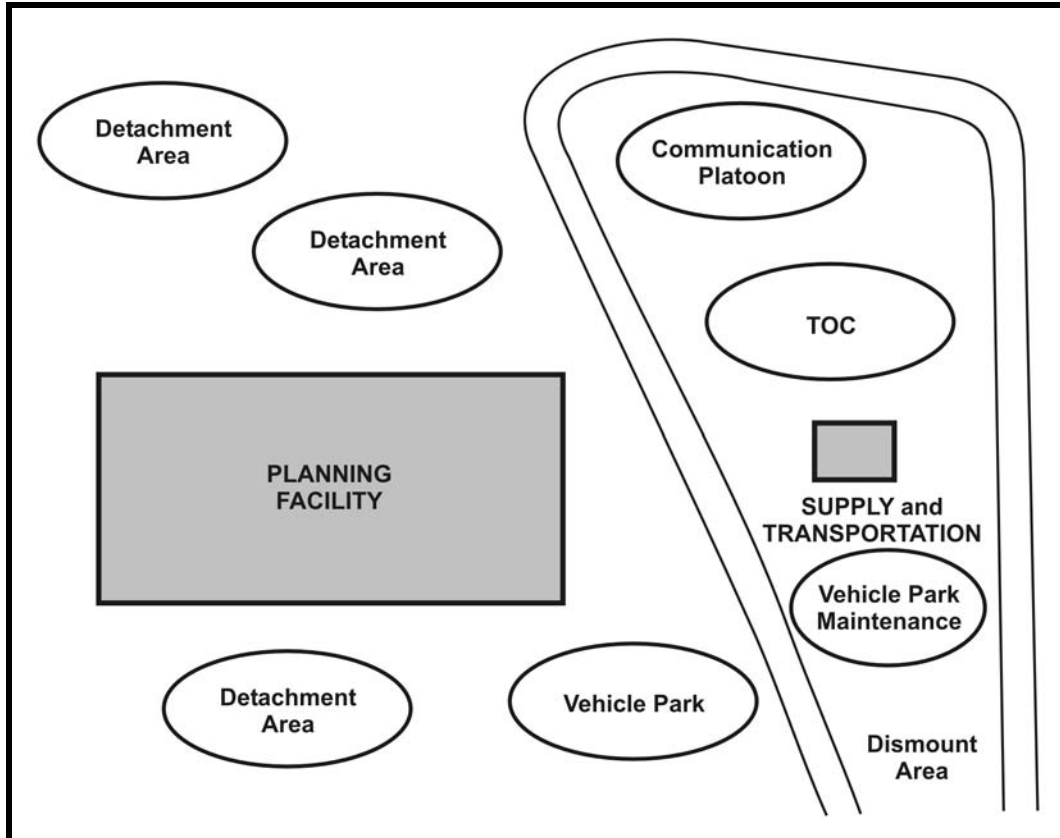 Detachment
Area
Communication
Platoon
Detachment
Area
TOC
PLANNING
FACILITY
SUPPLY and
TRANSPORTATION
Vehicle Park
Maintenance
Detachment
Area
Vehicle Park
Dismount
Area